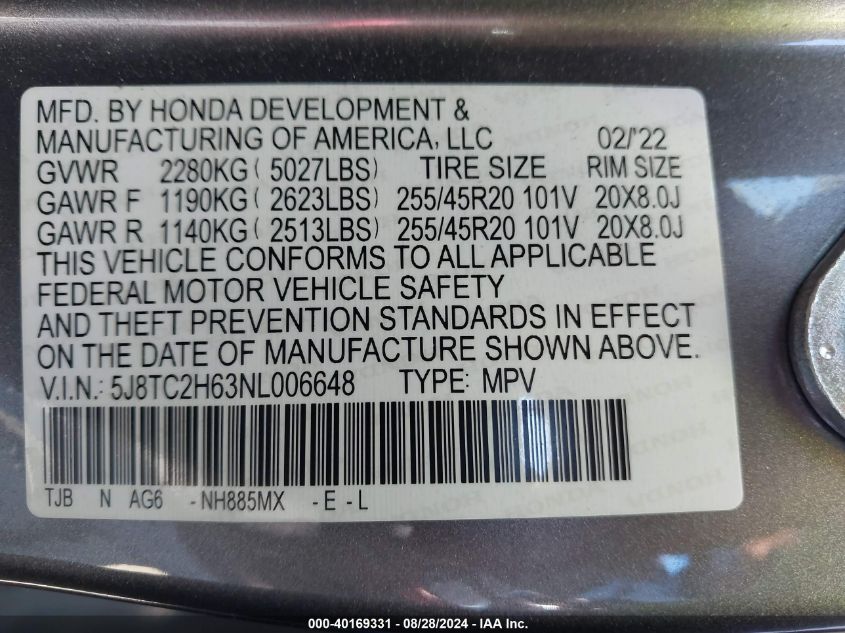 MFD. BY HONDA DEVELOPMENT &
MANUFACTURING OF AMERICA, LLC 02/'22
GVWR 2280KG ( 5027LBS) TIRE SIZE RIM SIZE
GAWR F 1190KG ( 2623LBS) 255/45R20 101V 20X8.0J
GAWR R 1140KG ( 2513LBS) 255/45R20 101V 20X8.0J
THIS VEHICLE CONFORMS TO ALL APPLICABLE
FEDERAL MOTOR VEHICLE SAFETY
AND THEFT PREVENTION STANDARDS IN EFFECT
ON THE DATE OF MANUFACTURE SHOWN ABOVE.
V.I.N.: 5J8TC2H63NL006648 TYPE: MPV
TJB N AG6 -NH885MX -E -L
000-40169331 - 08/28/2024 - IAA Inc.